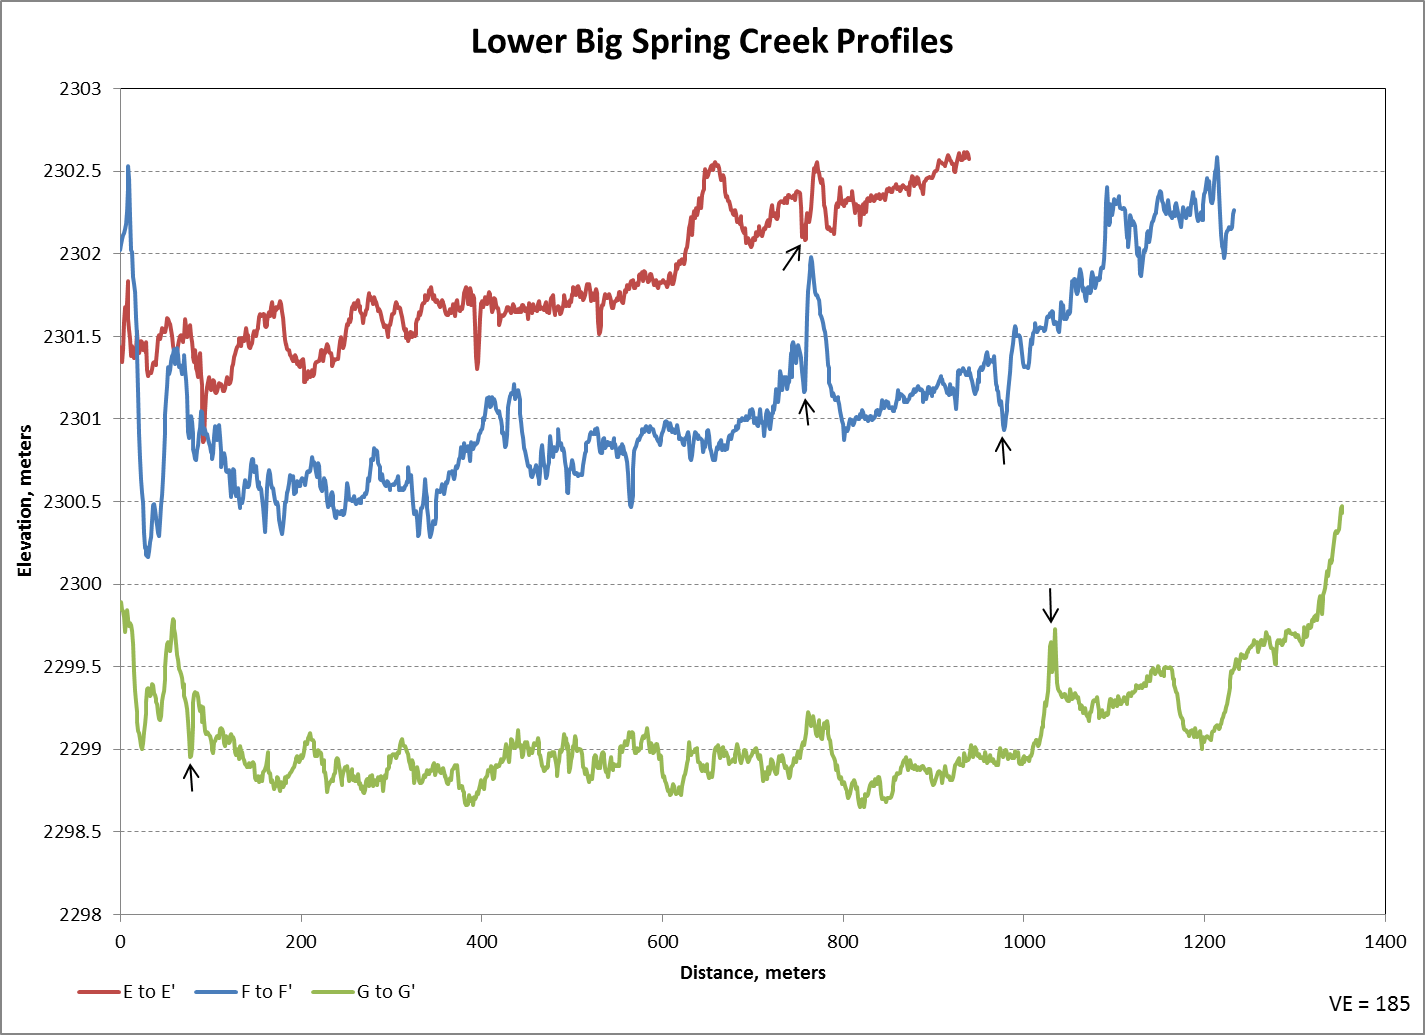 Lower Big Spring Creek Profiles
2303
2302.5
2302
2301.5
2301
2300.5
2300
2299.5
2299
2298.5
2298
Elevation, meters
0 200 400 600 800 1000 1200 1400
Distance, meters
E to E' F to F' G to G'
VE = 185